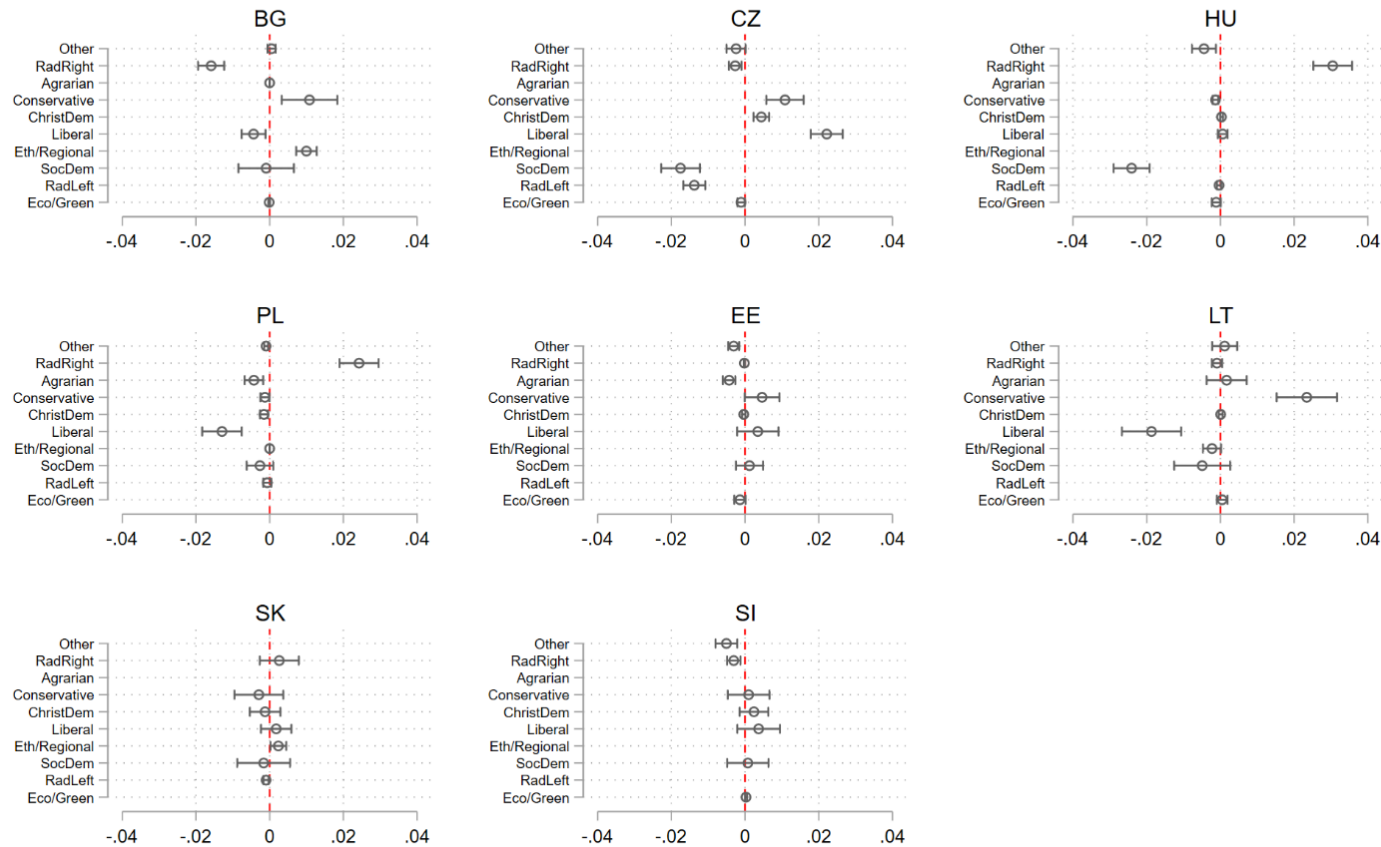 BG
Other
RadRight
Agrarian
Conservative
ChristDem
Liberal
Eth/Regional
SocDem
RadLeft
Eco/Green
-.04 -.02 0 .02 .04
CZ
Other
RadRight
Agrarian
Conservative
ChristDem
Liberal
Eth/Regional
SocDem
RadLeft
Eco/Green
-.04 -.02 0 .02 .04
HU
Other
RadRight
Agrarian
Conservative
ChristDem
Liberal
Eth/Regional
SocDem
RadLeft
Eco/Green
-.04 -.02 0 .02 .04
PL
Other
RadRight
Agrarian
Conservative
ChristDem
Liberal
Eth/Regional
SocDem
RadLeft
Eco/Green
-.04 -.02 0 .02 .04
EE
Other
RadRight
Agrarian
Conservative
ChristDem
Liberal
Eth/Regional
SocDem
RadLeft
Eco/Green
-.04 -.02 0 .02 .04
LT
Other
RadRight
Agrarian
Conservative
ChristDem
Liberal
Eth/Regional
SocDem
RadLeft
Eco/Green
-.04 -.02 0 .02 .04
SK
Other
RadRight
Agrarian
Conservative
ChristDem
Liberal
Eth/Regional
SocDem
RadLeft
Eco/Green
-.04 -.02 0 .02 .04
SI
Other
RadRight
Agrarian
Conservative
ChristDem
Liberal
Eth/Regional
SocDem
RadLeft
Eco/Green
-.04 -.02 0 .02 .04